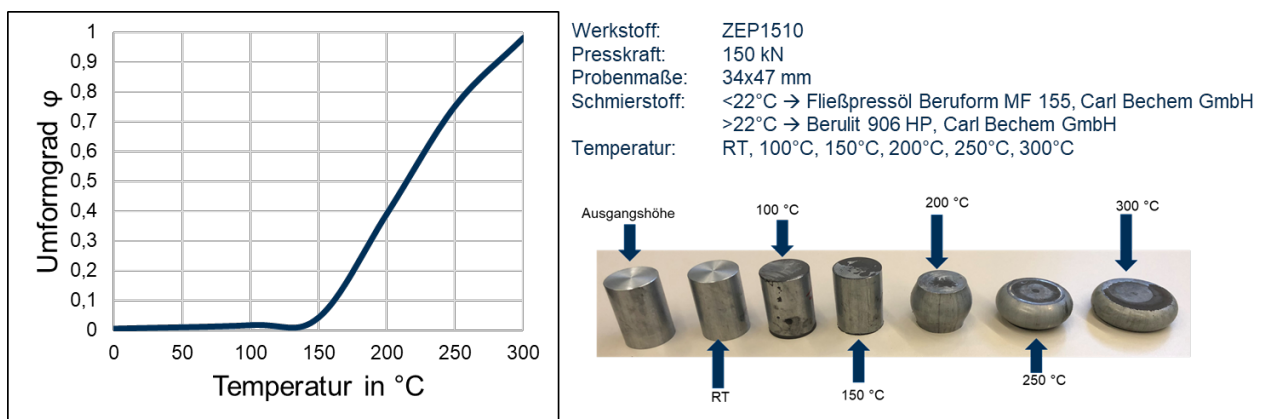 1
0,9
0,8
0,7
0,6
0,5
0,4
0,3
0,2
0,1
0
Umformgrad φ
0 50 100 150 200 250 300
Temperatur in °C
Werkstoff: ZEP1510
Presskraft: 150 kN
Probenmaße: 34x47 mm
Schmierstoff: <22°C → Fließpressöl Beruform MF 155, Carl Bechem GmbH
>22°C → Berulit 906 HP, Carl Bechem GmbH
Temperatur: RT, 100°C, 150°C, 200°C, 250°C, 300°C
Ausgangshöhe
100 °C
200 °C
300 °C
RT
150 °C
250 °C